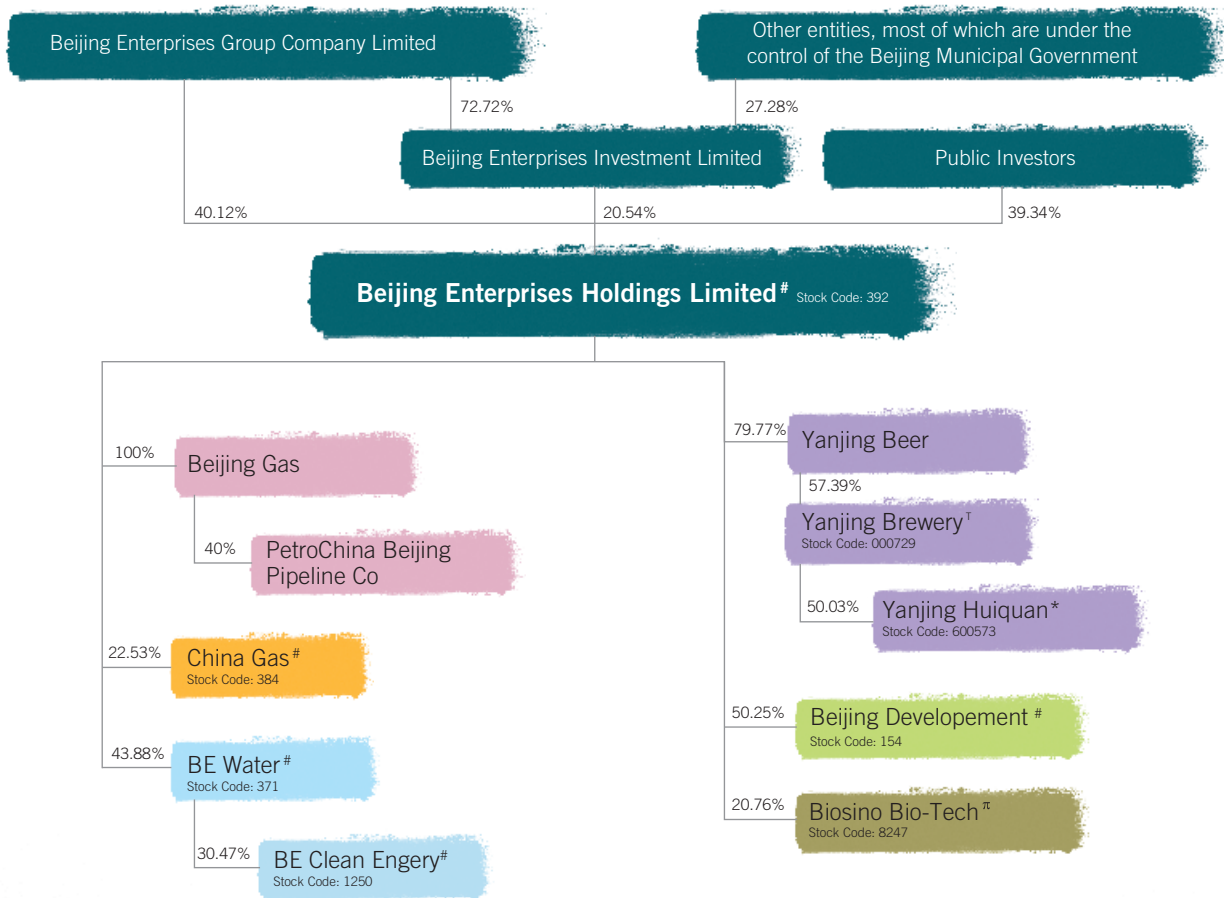 Beijing Enterprises Group Company Limited
Other entities, most of which are under the
control of the Beijing Municipal Government
72.72%
27.28%
Beijing Enterprises Investment Limited
Public Investors
40.12%
20.54%
39.34%
Beijing Enterprises Holdings Limited# Stock Code: 392
100%
Beijing Gas
40%
PetroChina Beijing
Pipeline Co
22.53%
China Gas#
Stock Code: 384
43.88%
BE Water#
Stock Code: 371
30.47%
BE Clean Engery#
Stock Code: 1250
79.77%
Yanjing Beer
57.39%
Yanjing BreweryT
Stock Code: 000729
50.03%
Yanjing Huiquan*
Stock Code: 600573
50.25%
Beijing Developement #
Stock Code: 154
20.76%
Biosino Bio-Techπ
Stock Code: 8247